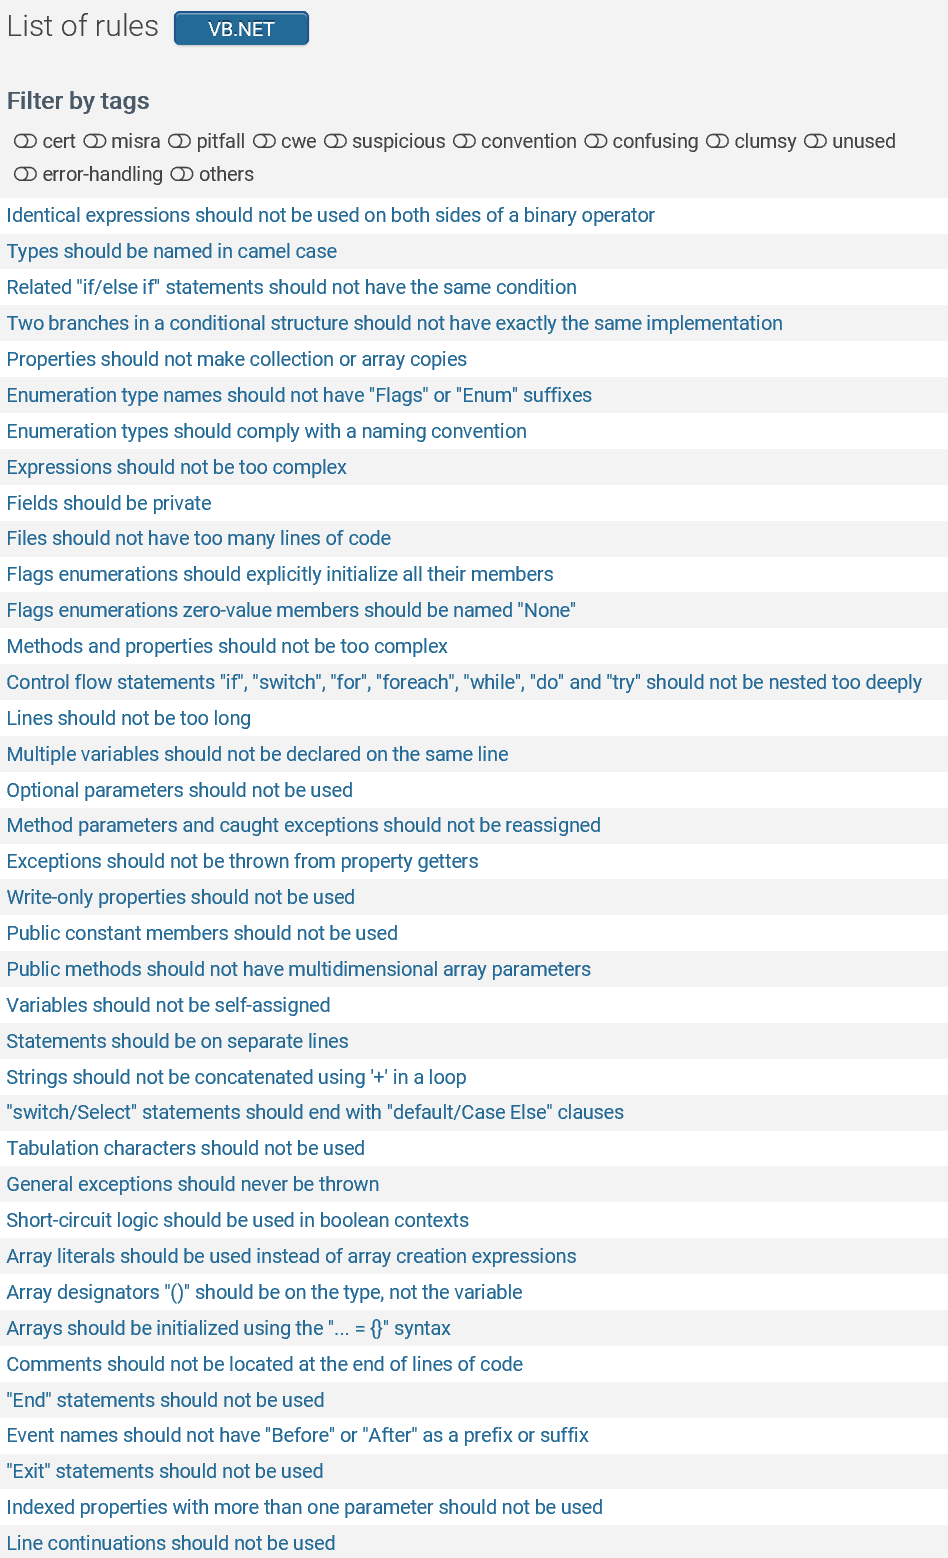 List of rules VB.NET
Filter by tags
cert misra pitfall cwe suspicious convention confusing clumsy unused
error-handling others
Identical expressions should not be used on both sides of a binary operator
Types should be named in camel case
Related "if/else if" statements should not have the same condition
Two branches in a conditional structure should not have exactly the same implementation
Properties should not make collection or array copies
Enumeration type names should not have "Flags" or "Enum" suffixes
Enumeration types should comply with a naming convention
Expressions should not be too complex
Fields should be private
Files should not have too many lines of code
Flags enumerations should explicitly initialize all their members
Flags enumerations zero-value members should be named "None"
Methods and properties should not be too complex
Control flow statements "if", "switch", "for", "foreach", "while", "do" and "try" should not be nested too deeply
Lines should not be too long
Multiple variables should not be declared on the same line
Optional parameters should not be used
Method parameters and caught exceptions should not be reassigned
Exceptions should not be thrown from property getters
Write-only properties should not be used
Public constant members should not be used
Public methods should not have multidimensional array parameters
Variables should not be self-assigned
Statements should be on separate lines
Strings should not be concatenated using '+' in a loop
"switch/Select" statements should end with "default/Case Else" clauses
Tabulation characters should not be used
General exceptions should never be thrown
Short-circuit logic should be used in boolean contexts
Array literals should be used instead of array creation expressions
Array designators "()" should be on the type, not the variable
Arrays should be initialized using the "... = {}" syntax
Comments should not be located at the end of lines of code
"End" statements should not be used
Event names should not have "Before" or "After" as a prefix or suffix
"Exit" statements should not be used
Indexed properties with more than one parameter should not be used
Line continuations should not be used